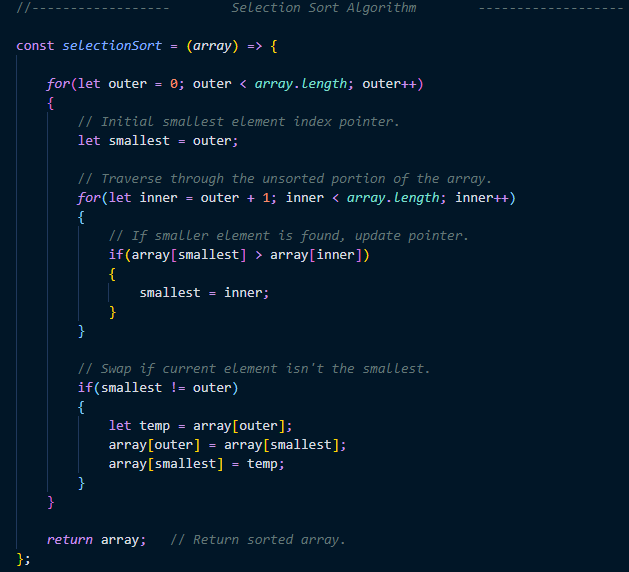 //------------------ Selection Sort Algorithm -------------------
const selectionSort = (array) => {
for(let outer = 0; outer < array.length; outer++)
{
// Initial smallest element index pointer.
let smallest = outer;
// Traverse through the unsorted portion of the array.
for(let inner = outer + 1; inner < array.length; inner++)
{
// If smaller element is found, update pointer.
if(array[smallest] > array[inner])
{
smallest = inner;
}
}
// Swap if current element isn't the smallest.
if(smallest != outer)
{
let temp = array[outer];
array[outer] = array[smallest];
array[smallest] = temp;
}
}
return array; // Return sorted array.
};